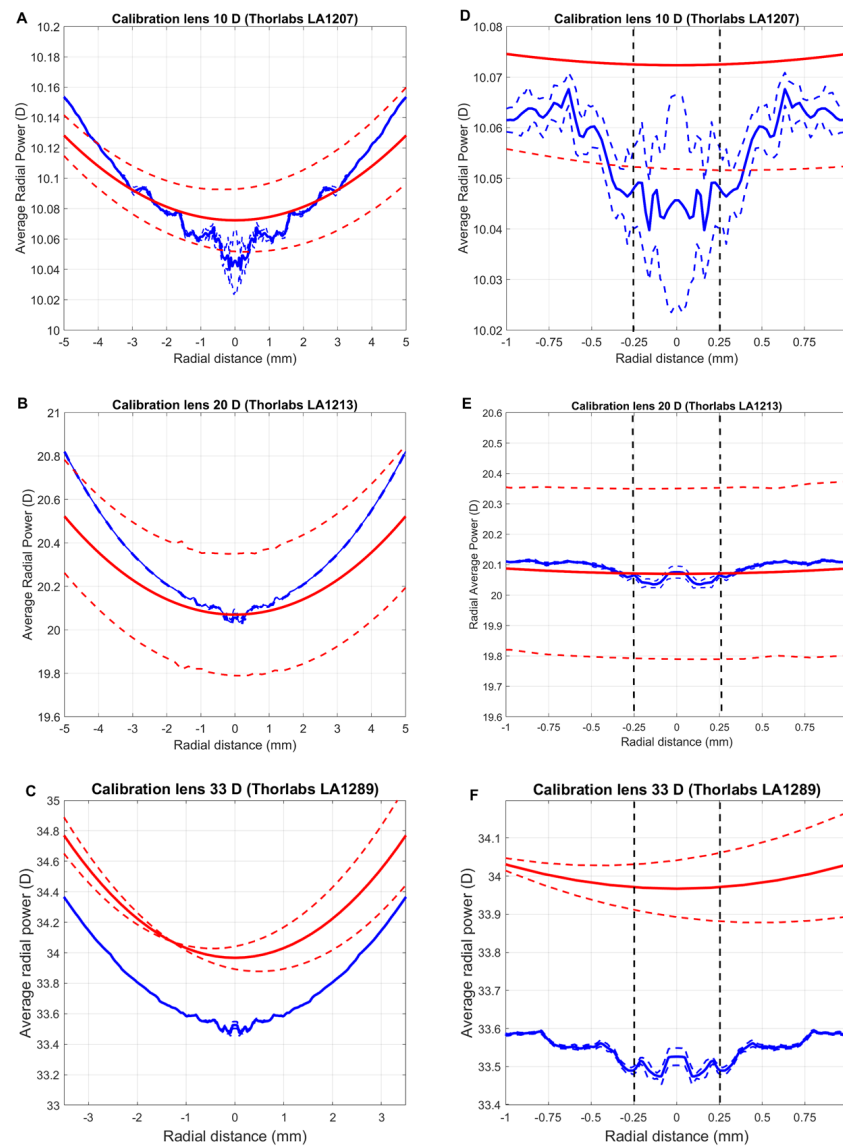 A
Calibration lens 10 D (Thorlabs LA1207)
Average Radial Power (D)
10.2
10.18
10.16
10.14
10.12
10.1
10.08
10.06
10.04
10.02
10
-5 -4 -3 -2 -1 0 1 2 3 4 5
Radial distance (mm)
D
Calibration lens 10 D (Thorlabs LA1207)
Average Radial Power (D)
10.08
10.07
10.06
10.05
10.04
10.03
10.02
-1 -0.75 -0.5 -0.25 0 0.25 0.5 0.75 1
Radial distance (mm)
B
Calibration lens 20 D (Thorlabs LA1213)
Average Radial Power (D)
21
20.8
20.6
20.4
20.2
20
19.8
19.6
-5 -4 -3 -2 -1 0 1 2 3 4 5
Radial distance (mm)
E
Calibration lens 20 D (Thorlabs LA1213)
Radial Average Power (D)
20.6
20.5
20.4
20.3
20.2
20.1
20
19.9
19.8
19.7
19.6
-1 -0.75 -0.5 -0.25 0 0.25 0.5 0.75
Radial distance (mm)
C
Calibration lens 33 D (Thorlabs LA1289)
Average radial power (D)
35
34.8
34.6
34.4
34.2
34
33.8
33.6
33.4
33.2
33
-3 -2 -1 0 1 2 3
Radial distance (mm)
F
Calibration lens 33 D (Thorlabs LA1289)
Average radial power (D)
34.1
34
33.9
33.8
33.7
33.6
33.5
33.4
-1 -0.75 -0.5 -0.25 0 0.25 0.5 0.75
Radial distance (mm)